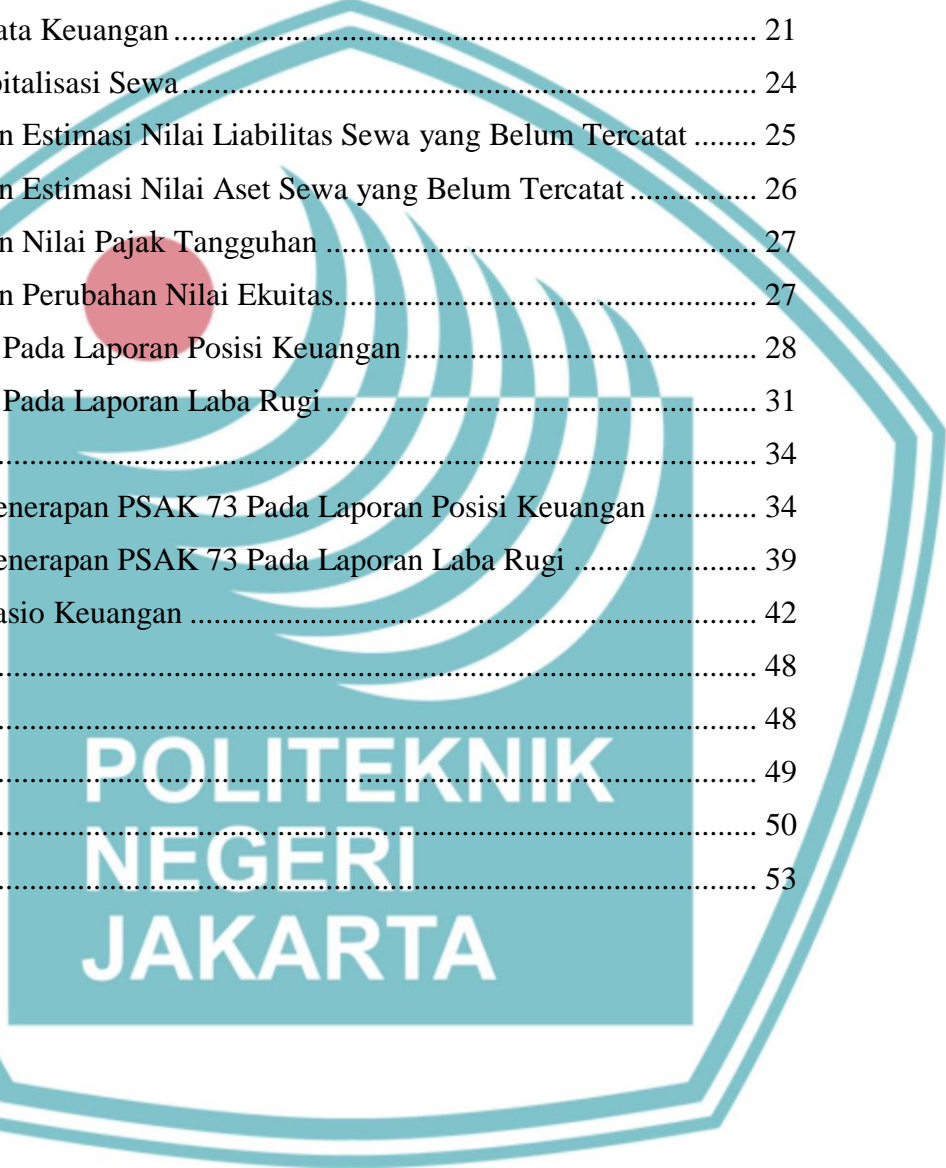 ata Keuangan ........................................................................ 21
pitalisasi Sewa ........................................................................ 24
n Estimasi Nilai Liabilitas Sewa yang Belum Tercatat ........ 25
n Estimasi Nilai Aset Sewa yang Belum Tercatat ................ 26
n Nilai Pajak Tangguhan ...................................................... 27
n Perubahan Nilai Ekuitas..................................................... 27
Pada Laporan Posisi Keuangan ............................................ 28
Pada Laporan Laba Rugi ...................................................... 31
........................................................................ 34
enerapan PSAK 73 Pada Laporan Posisi Keuangan ............. 34
enerapan PSAK 73 Pada Laporan Laba Rugi ....................... 39
asio Keuangan ........................................................................ 42
........................................................................ 48
........................................................................ 48
........................................................................ 49
........................................................................ 50
........................................................................ 53
POLITEKNIK
NEGERI
JAKARTA